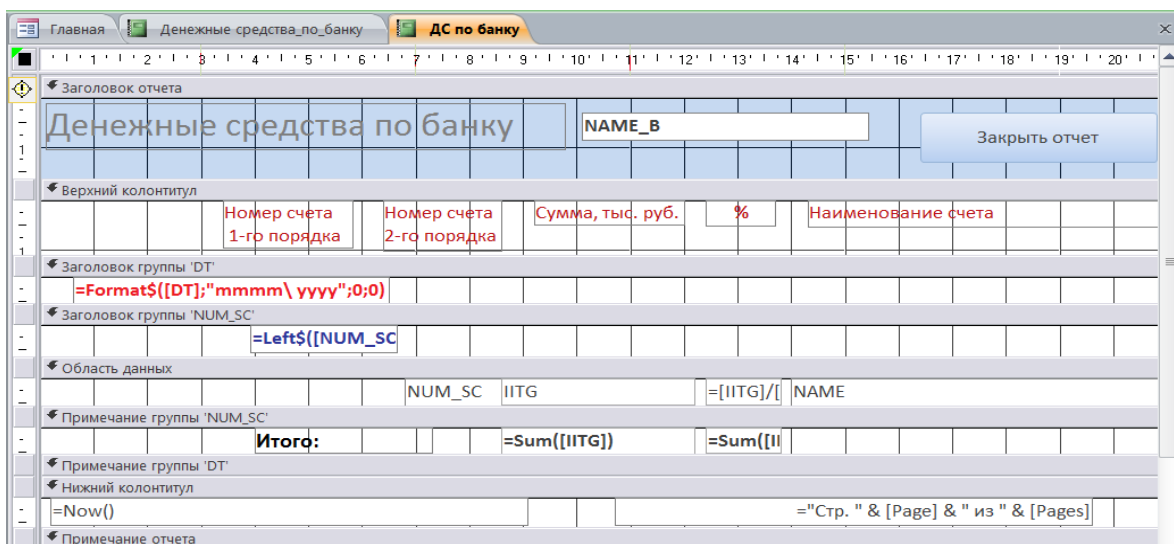 Главная Денежные средства_по_банку ДС по банку
1 2 3 4 5 6 7 8 9 10 11 12 13 14 15 16 17 18 19 20
Заголовок отчета
Денежные средства по банку NAME_B Закрыть отчет
1
Верхний колонтитул
Номер счета Номер счета Сумма, тыс. руб. % Наименование счета
1-го порядка 2-го порядка
1
Заголовок группы 'DT'
=Format$([DT];"mmmm\ yyyy";0;0)
Заголовок группы 'NUM_SC'
=Left$([NUM_SC
Область данных
NUM_SC IITG =[IITG]/[ NAME
Примечание группы 'NUM_SC'
Итого: =Sum([IITG]) =Sum([II
Примечание группы 'DT'
Нижний колонтитул
=Now() ="Стр. " & [Page] & " из " & [Pages]
Примечание отчета